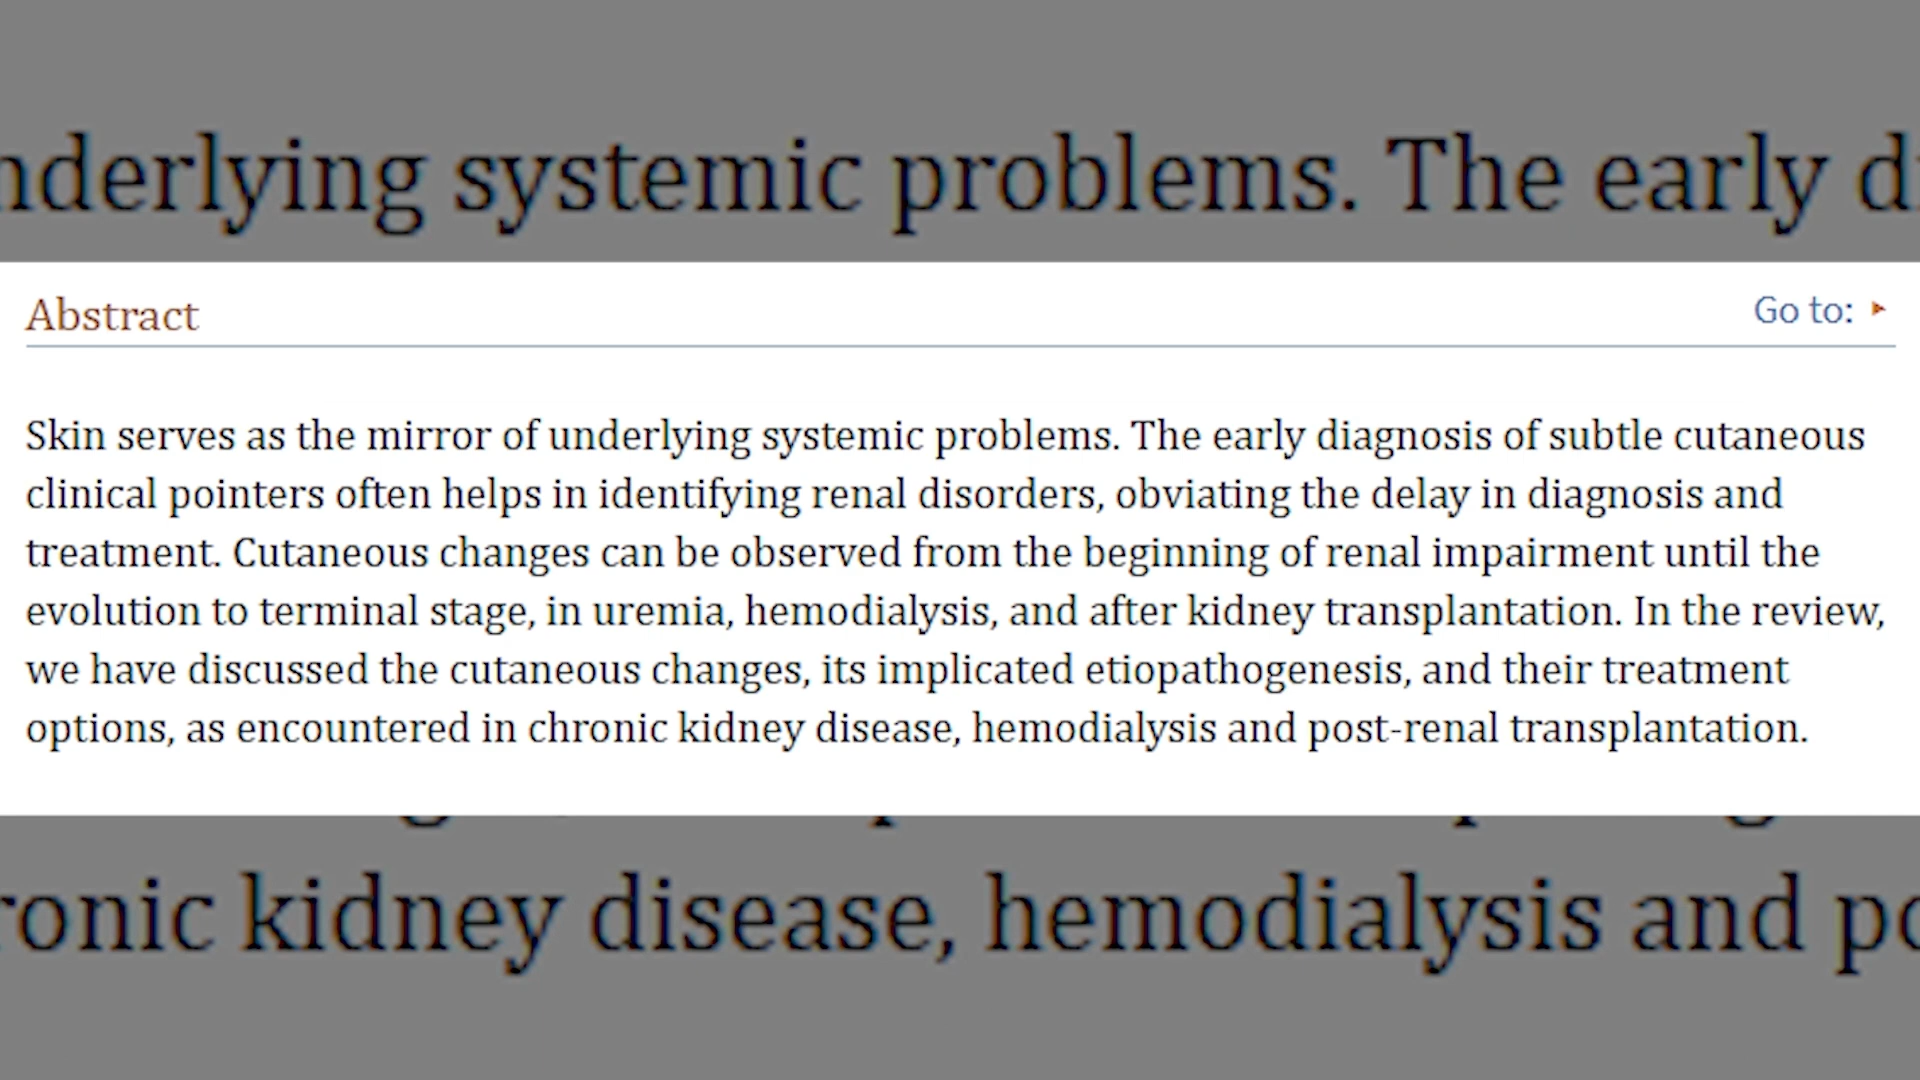 underlying systemic problems. The early
Abstract
Go to:
Skin serves as the mirror of underlying systemic problems. The early diagnosis of subtle cutaneous
clinical pointers often helps in identifying renal disorders, obviating the delay in diagnosis and
treatment. Cutaneous changes can be observed from the beginning of renal impairment until the
evolution to terminal stage, in uremia, hemodialysis, and after kidney transplantation. In the review,
we have discussed the cutaneous changes, its implicated etiopathogenesis, and their treatment
options, as encountered in chronic kidney disease, hemodialysis and post-renal transplantation.
ronic kidney disease, hemodialysis and po